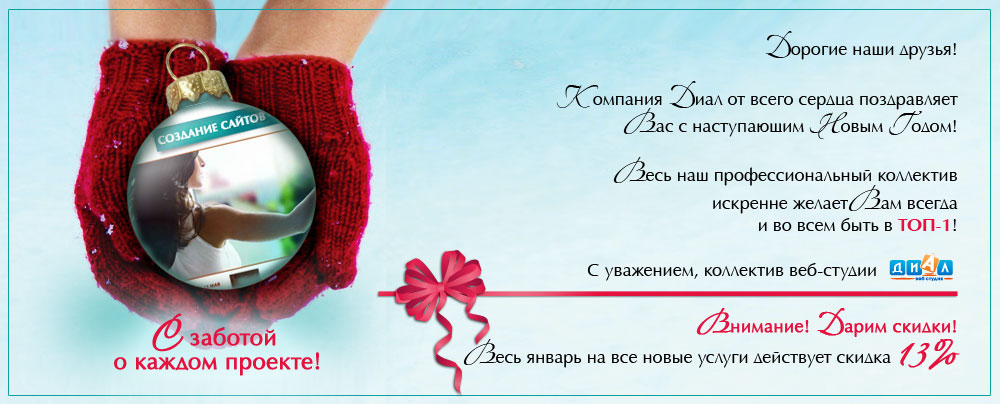 Дорогие наши друзья!
Компания Диал от всего сердца поздравляет
Вас с наступающим Новым Годом!
Весь наш профессиональный коллектив
искренне желает Вам всегда
и во всем быть в ТОП-1!
С уважением, коллектив веб-студии ДИАЛ
веб студия
Внимание! Дарим скидки!
Весь январь на все новые услуги действует скидка 13%
СОЗДАНИЕ САЙТОВ
С заботой
о каждом проекте!